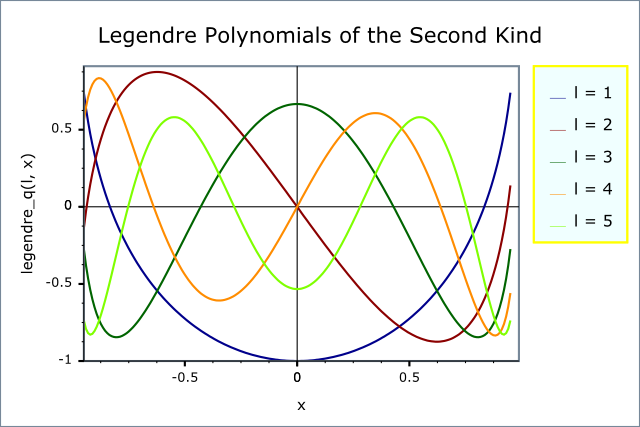 Legendre Polynomials of the Second Kind
l = 1
l = 2
l = 3
l = 4
l = 5
legendre_q(l, x)
0.5
0
-0.5
-1
-0.5
0
0.5
x